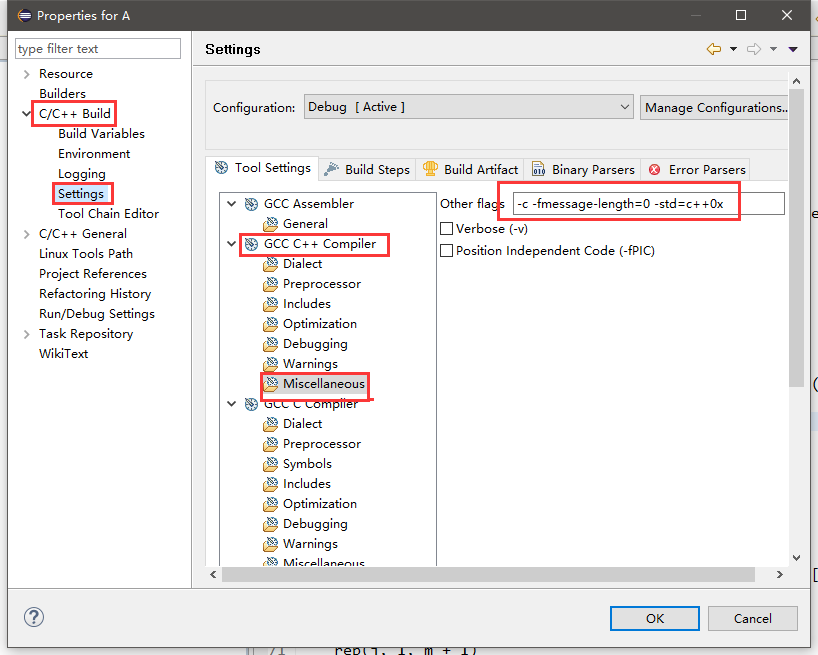 Properties for A
type filter text
Resource
Builders
C/C++ Build
Build Variables
Environment
Logging
Settings
Tool Chain Editor
C/C++ General
Linux Tools Path
Project References
Refactoring History
Run/Debug Settings
Task Repository
WikiText
Settings
Configuration:
Debug [ Active ]
Manage Configurations..
Tool Settings
Build Steps
Build Artifact
Binary Parsers
Error Parsers
GCC Assembler
General
GCC C++ Compiler
Dialect
Preprocessor
Includes
Optimization
Debugging
Warnings
Miscellaneous
GCC C Compiler
Dialect
Preprocessor
Symbols
Includes
Optimization
Debugging
Warnings
Miscellaneous
Other flags
-c -fmessage-length=0 -std=c++0x
Verbose (-v)
Position Independent Code (-fPIC)
OK
Cancel
71 rep(j, 1, m + 1)